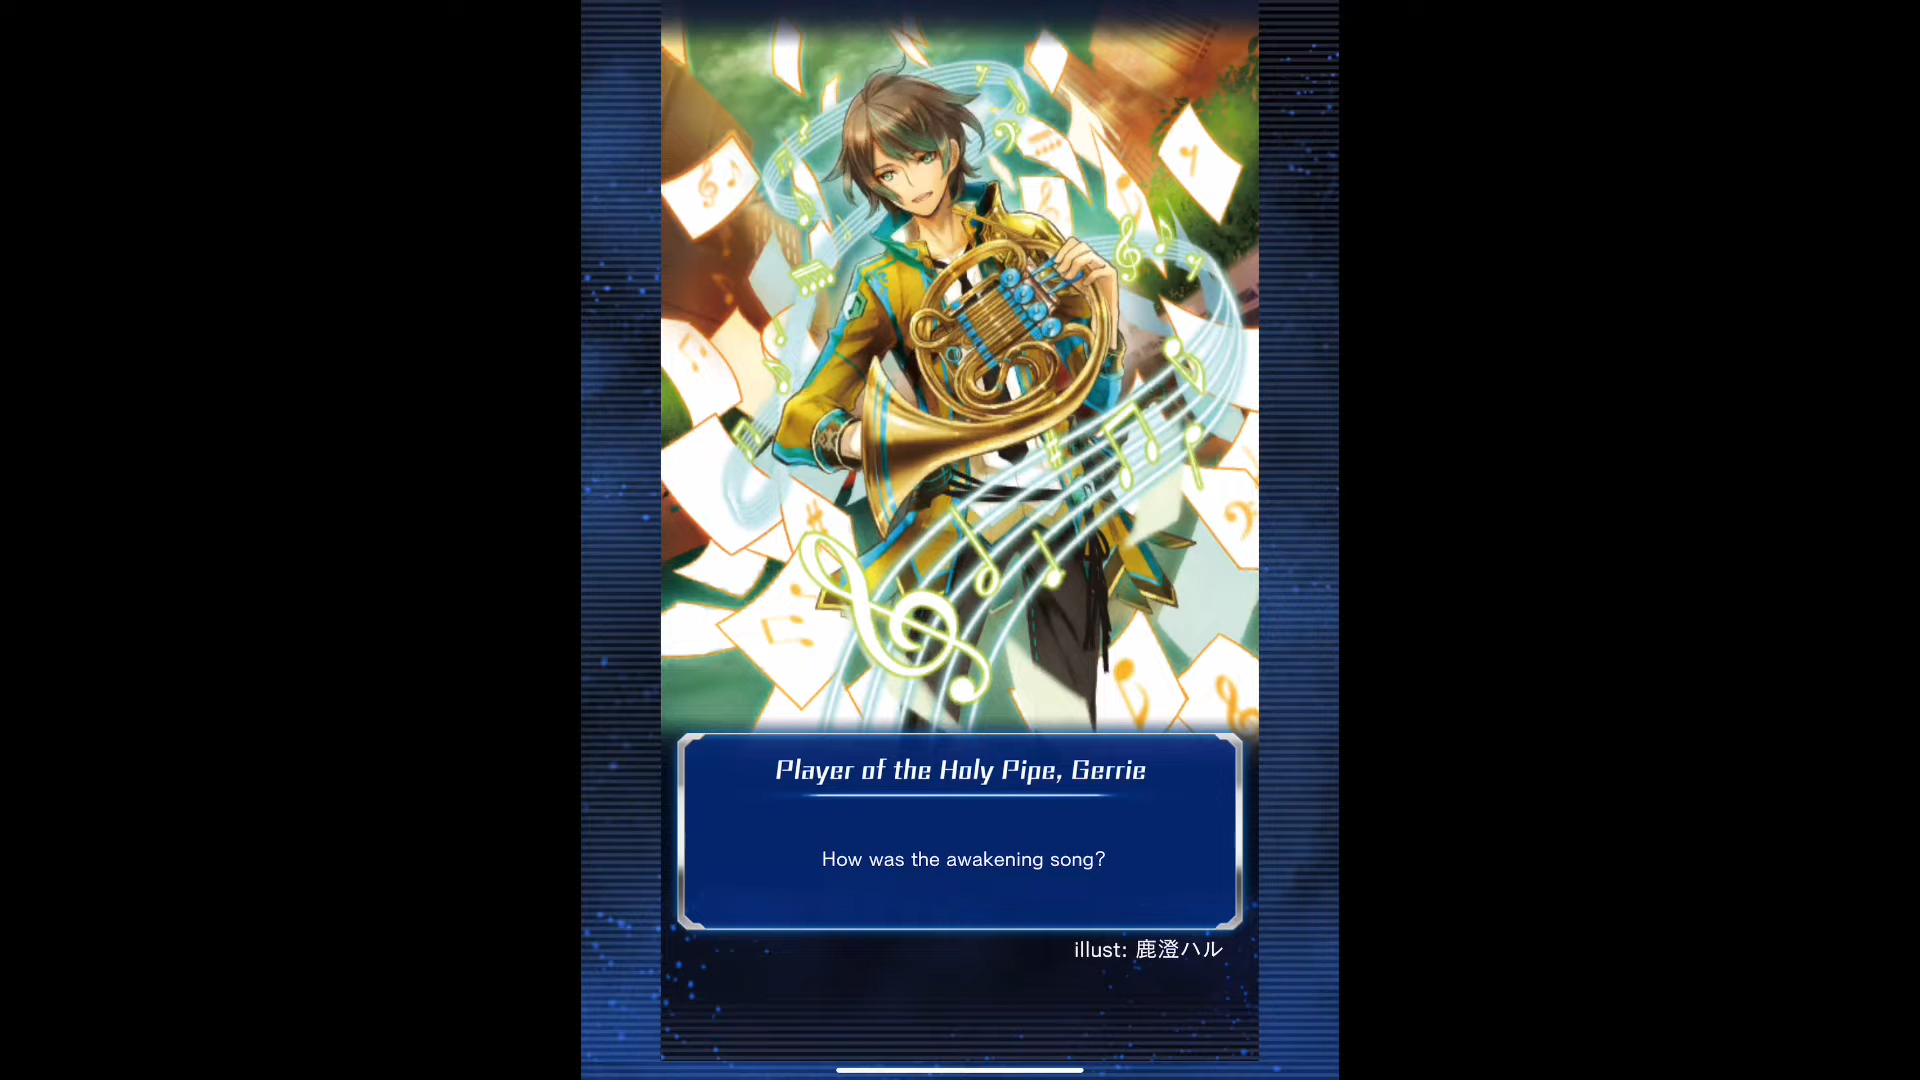 Player of the Holy Pipe, Gerrie
How was the awakening song?
illust: 鹿澄ハル